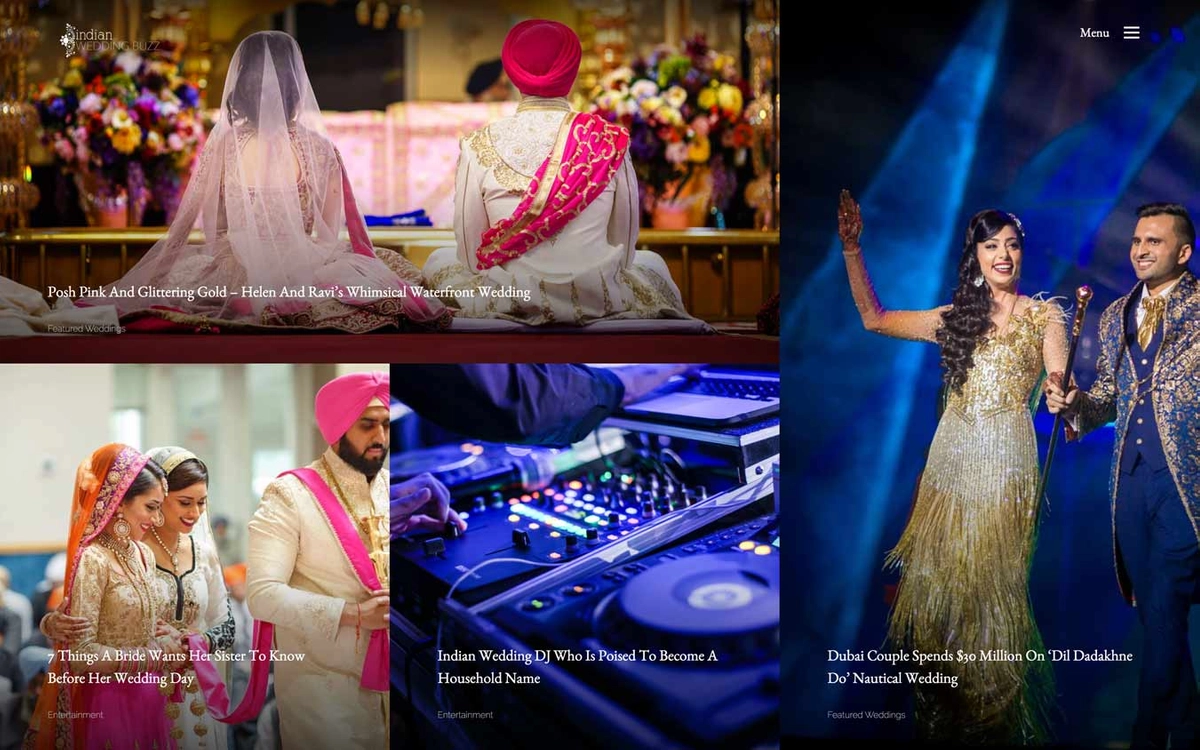 indian
WEDDING.BUZZ
Menu
Posh Pink And Glittering Gold – Helen And Ravi’s Whimsical Waterfront Wedding
Featured Weddings
7 Things A Bride Wants Her Sister To Know
Before Her Wedding Day
Entertainment
Indian Wedding DJ Who Is Poised To Become A
Household Name
Entertainment
Dubai Couple Spends $30 Million On ‘Dil Dadakhne
Do’ Nautical Wedding
Featured Weddings